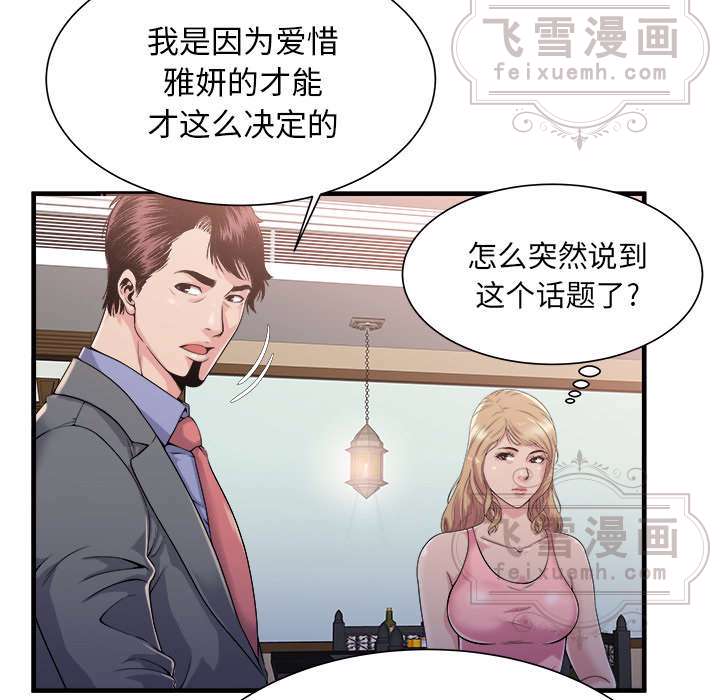 我是因为爱惜
雅妍的才能
才这么决定的
飞雪漫画
feixuemh.com
怎么突然说到
这个话题了?
飞雪漫画
feixuemh.com